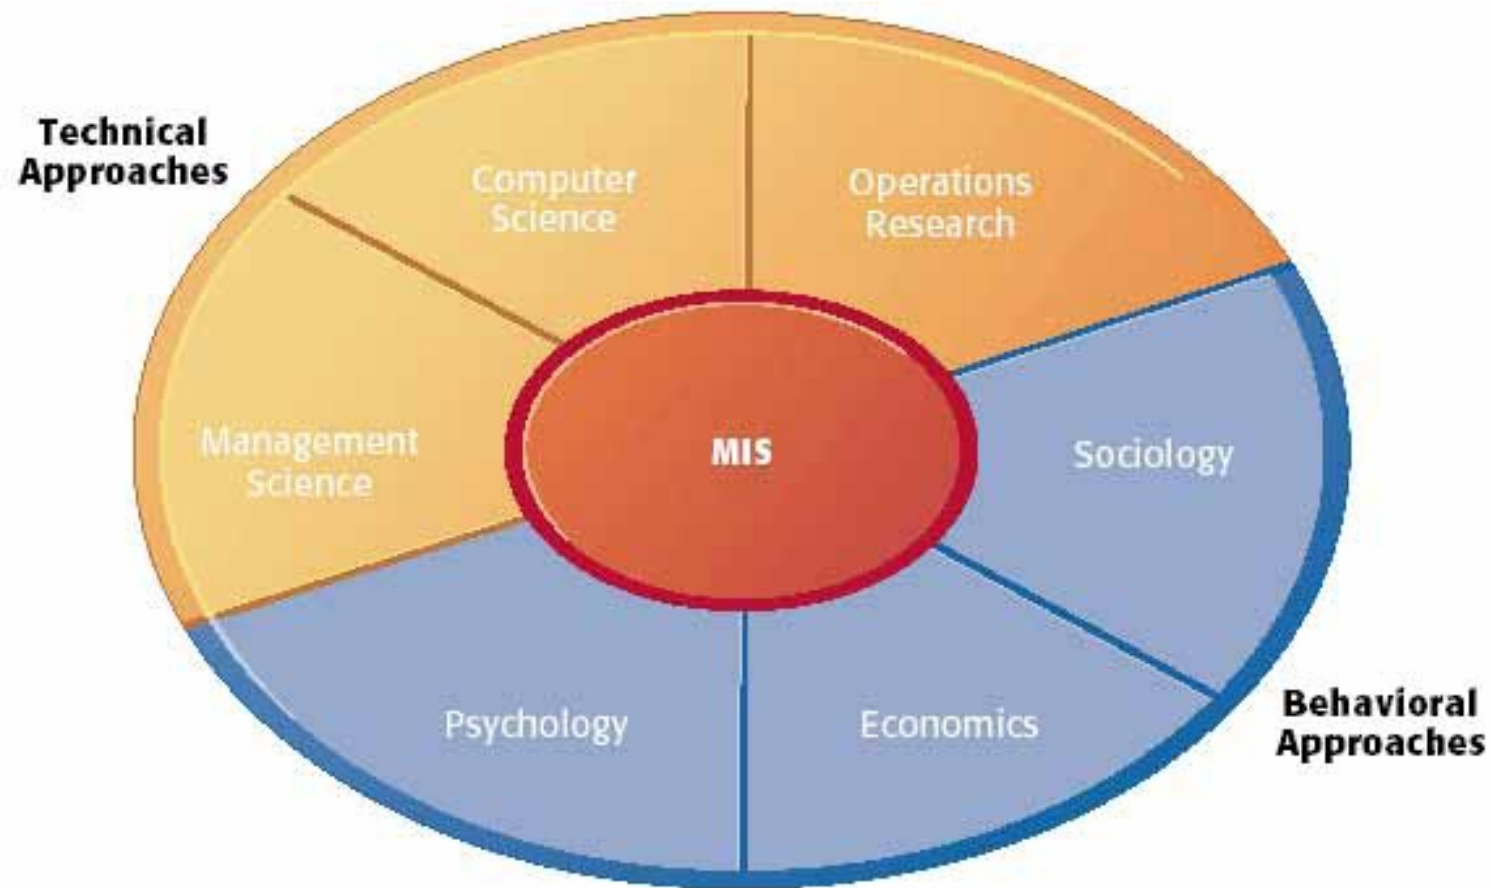 Technical
Approaches
Computer
Science
Operations
Research
Management
Science
MIS
Sociology
Psychology
Economics
Behavioral
Approaches